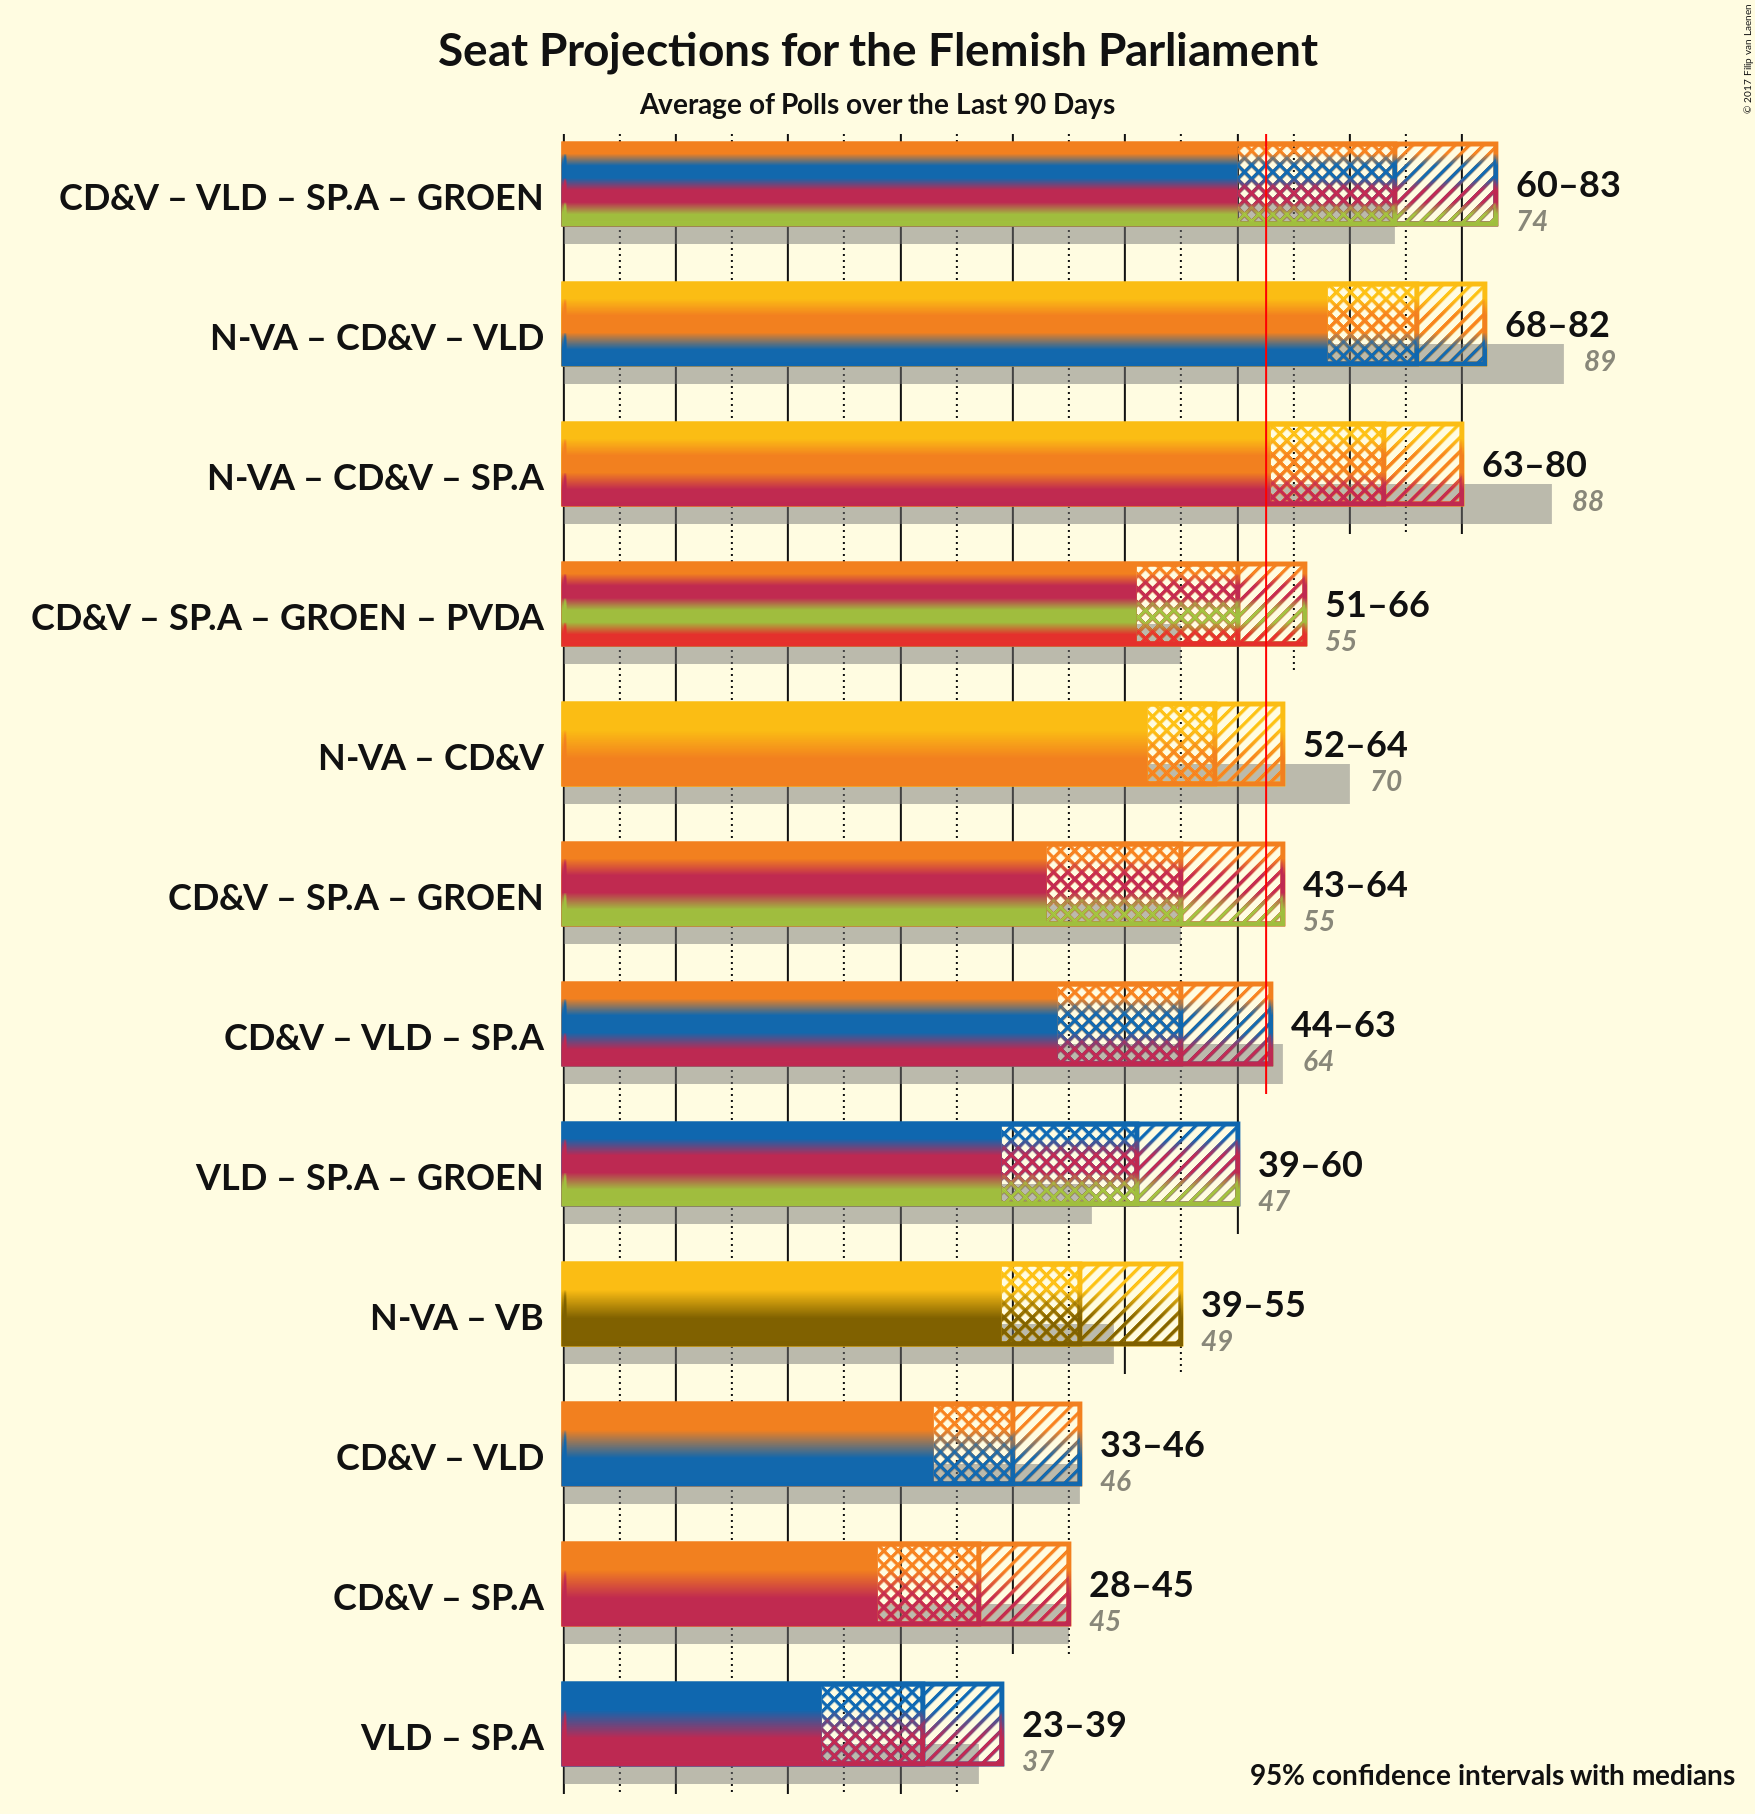 Seat Projections for the Flemish Parliament
Average of Polls over the Last 90 Days
© 2017 Filip van Laenen
CD&V – VLD – SP.A – GROEN
60–83
74
N-VA – CD&V – VLD
68–82
89
N-VA – CD&V – SP.A
63–80
88
CD&V – SP.A – GROEN – PVDA
51–66
55
N-VA – CD&V
52–64
70
CD&V – SP.A – GROEN
43–64
55
CD&V – VLD – SP.A
44–63
64
VLD – SP.A – GROEN
39–60
47
N-VA – VB
39–55
49
CD&V – VLD
33–46
46
CD&V – SP.A
28–45
45
VLD – SP.A
23–39
37
95% confidence intervals with medians